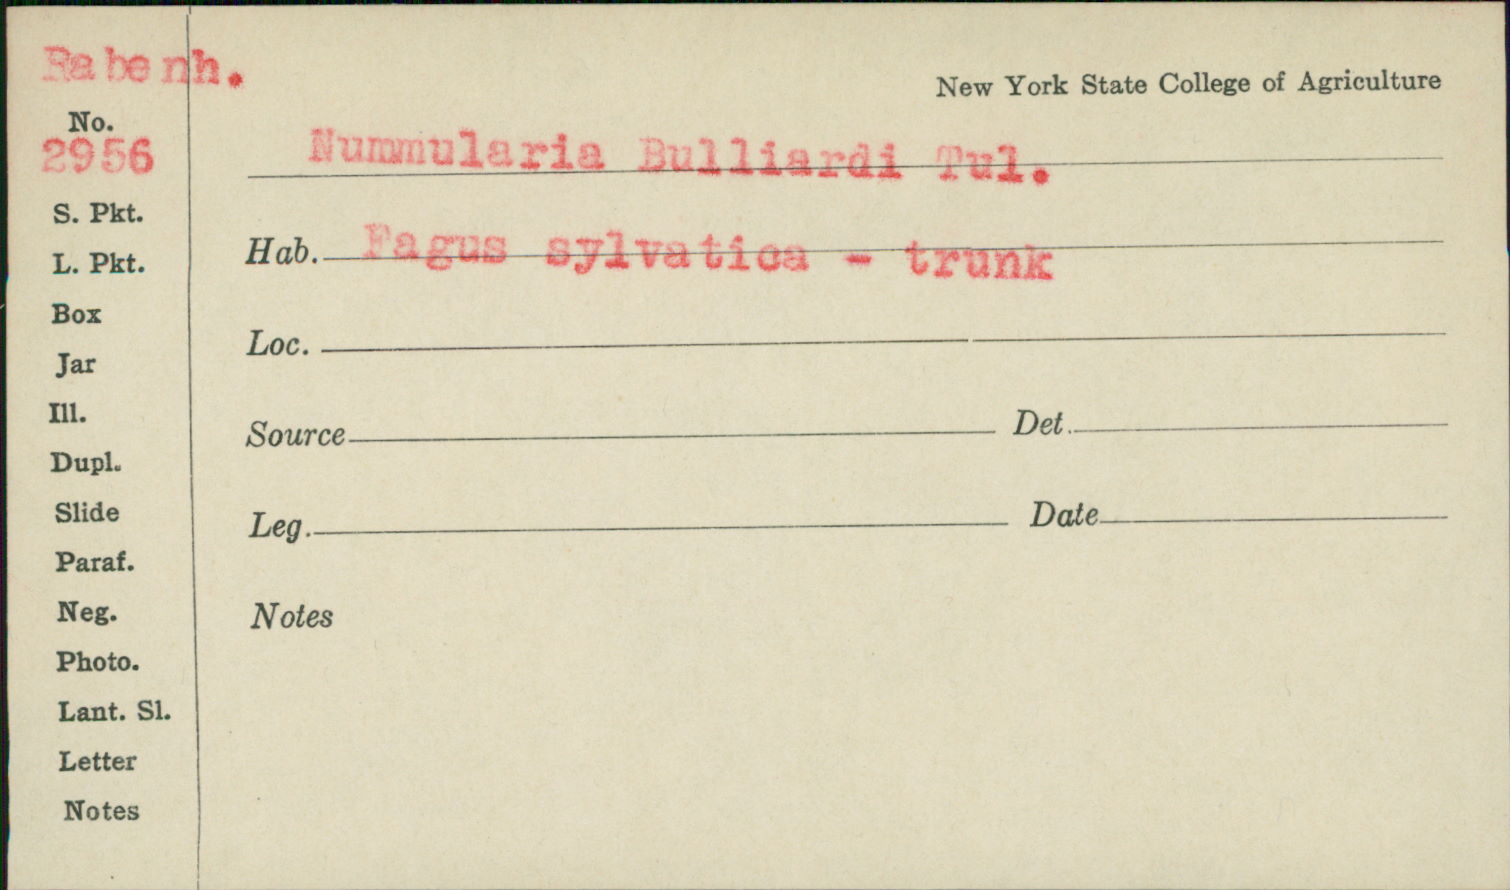 Rabenh.
New York State College of Agriculture
No.
2956
Nummularia Bulliardi Tul.
S. Pkt.
Hab. Fagus sylvatica - trunk
L. Pkt.
Box
Loc.
Jar
Ill.
Source Det.
Dupl.
Slide
Leg. Date
Paraf.
Neg.
Notes
Photo.
Lant. Sl.
Letter
Notes